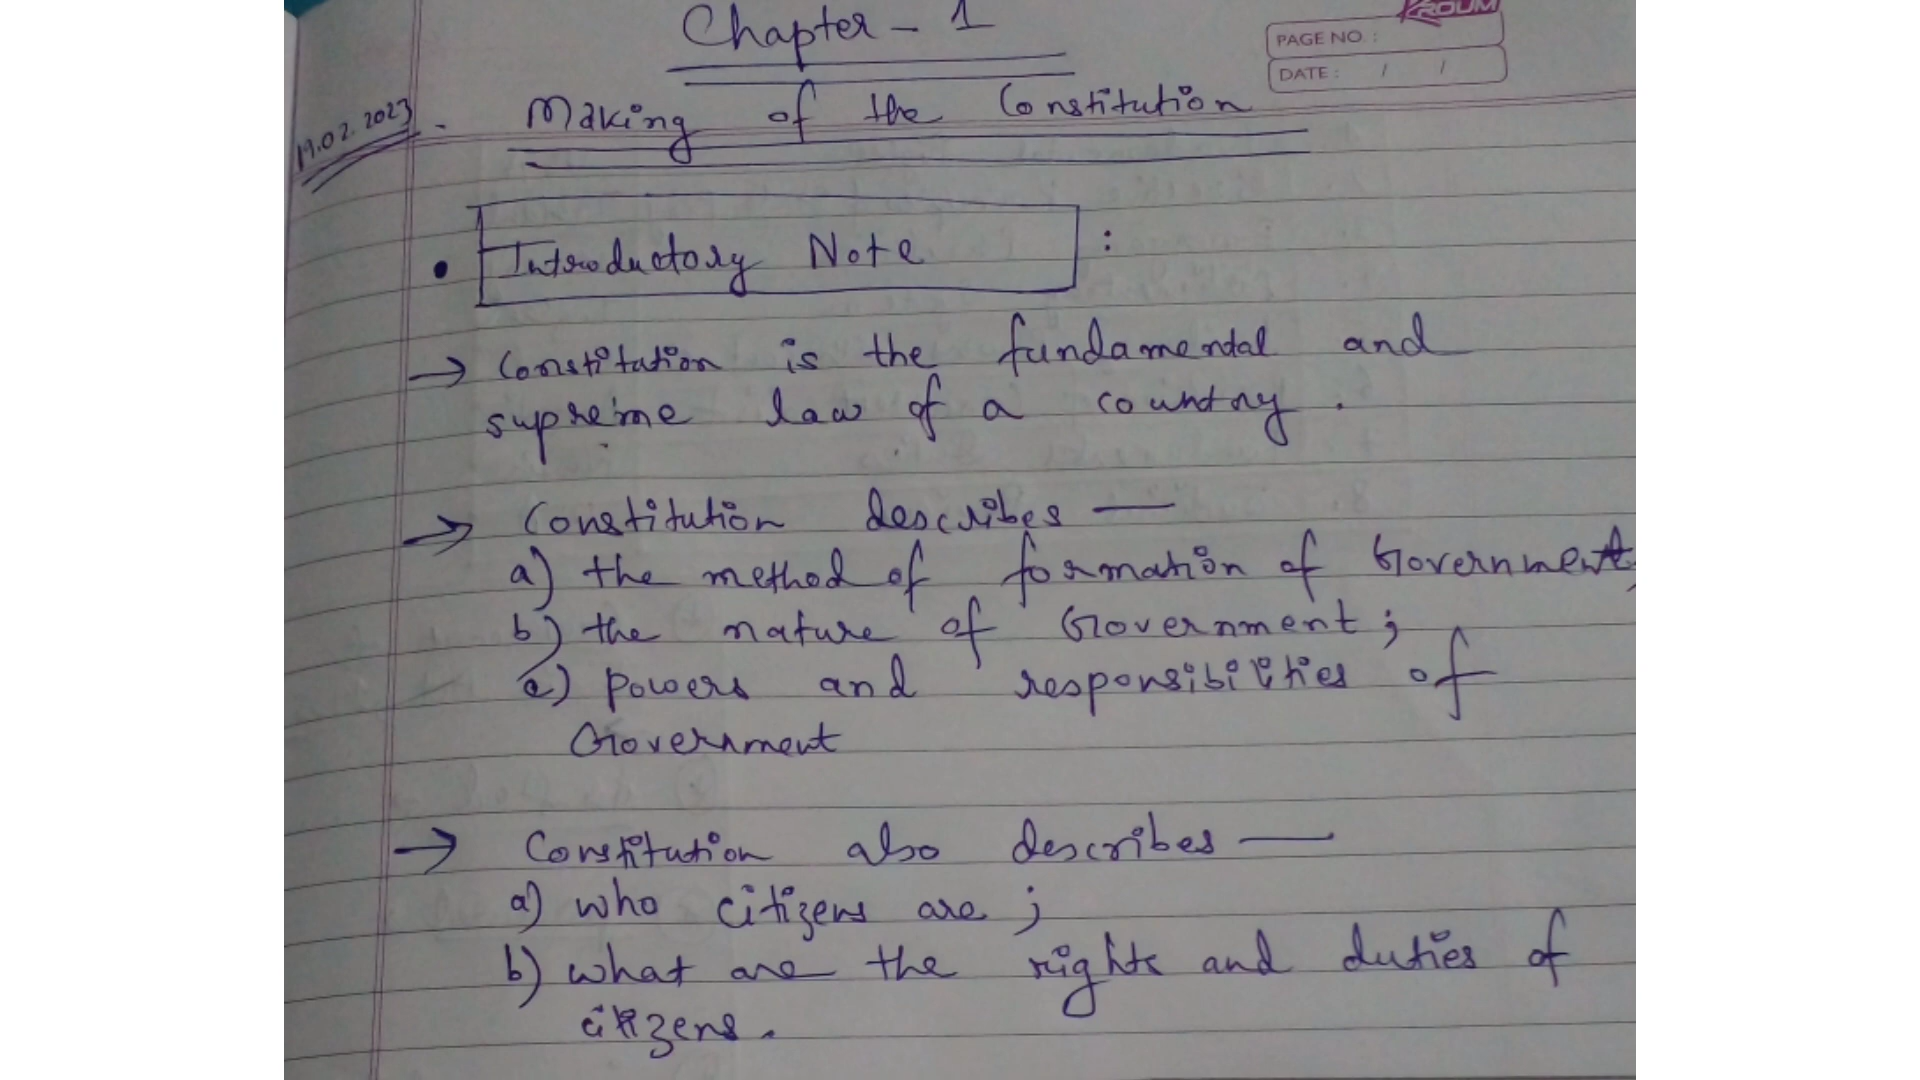 Chapter - 1
KROUM
PAGE NO. :
DATE : / /
19.02.2023
Making of the Constitution
• Introductory Note :
→ Constitution is the fundamental and
supreme law of a country.
→ Constitution describes —
a) the method of formation of Government;
b) the nature of Government;
c) powers and responsibilities of
Government
→ Constitution also describes —
a) who citizens are ;
b) what are the rights and duties of
citizens.